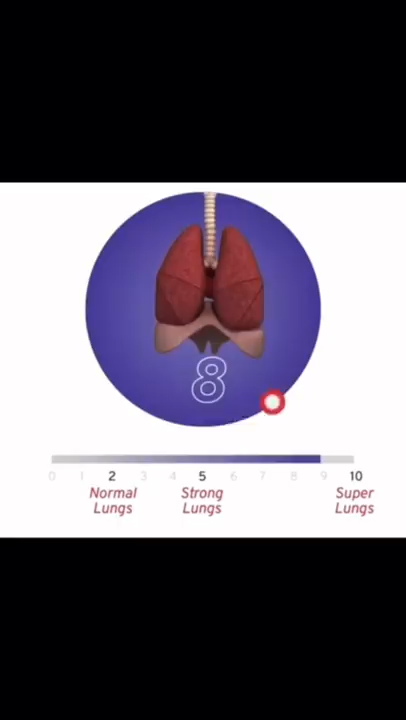 8
0 1 2 3 4 5 6 7 8 9 10
Normal Lungs
Strong Lungs
Super Lungs